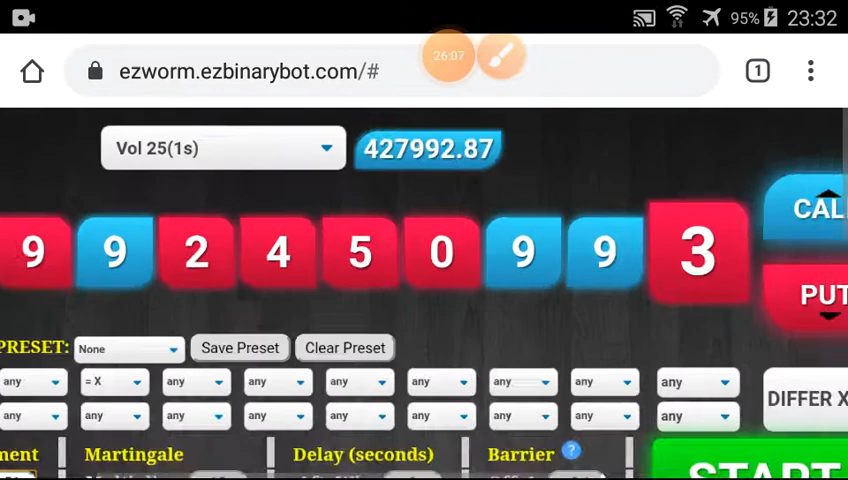 95% 23:32
26:07
ezworm.ezbinarybot.com/# 1
Vol 25(1s) 427992.87
CAL
9 9 2 4 5 0 9 9 3
PUT
PRESET: None Save Preset Clear Preset
any = X any any any any any any any
DIFFER X
any any any any any any any any any
ment Martingale Delay (seconds) Barrier ?
START